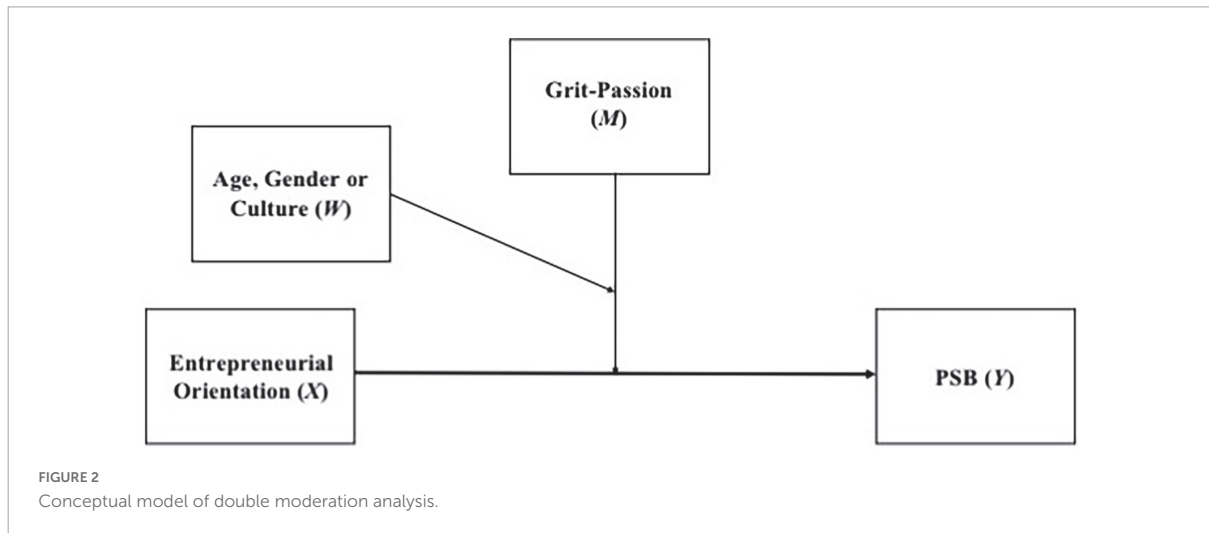 Grit-Passion
(M)
Age, Gender or
Culture (W)
Entrepreneurial
Orientation (X)
PSB (Y)
FIGURE 2
Conceptual model of double moderation analysis.